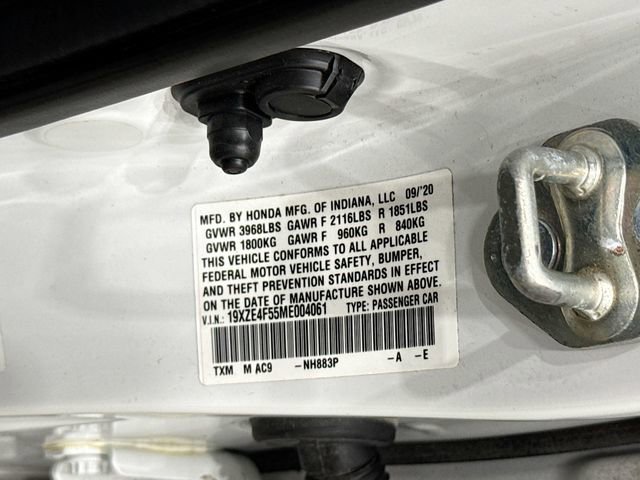 MFD. BY HONDA MFG. OF INDIANA, LLC 09/'20
GVWR 3968LBS GAWR F 2116LBS R 1851LBS
GVWR 1800KG GAWR F 960KG R 840KG
THIS VEHICLE CONFORMS TO ALL APPLICABLE
FEDERAL MOTOR VEHICLE SAFETY, BUMPER,
AND THEFT PREVENTION STANDARDS IN EFFECT
ON THE DATE OF MANUFACTURE SHOWN ABOVE.
V.I.N.: 19XZE4F55ME004061 TYPE: PASSENGER CAR
TXM M AC9 -NH883P -A -E